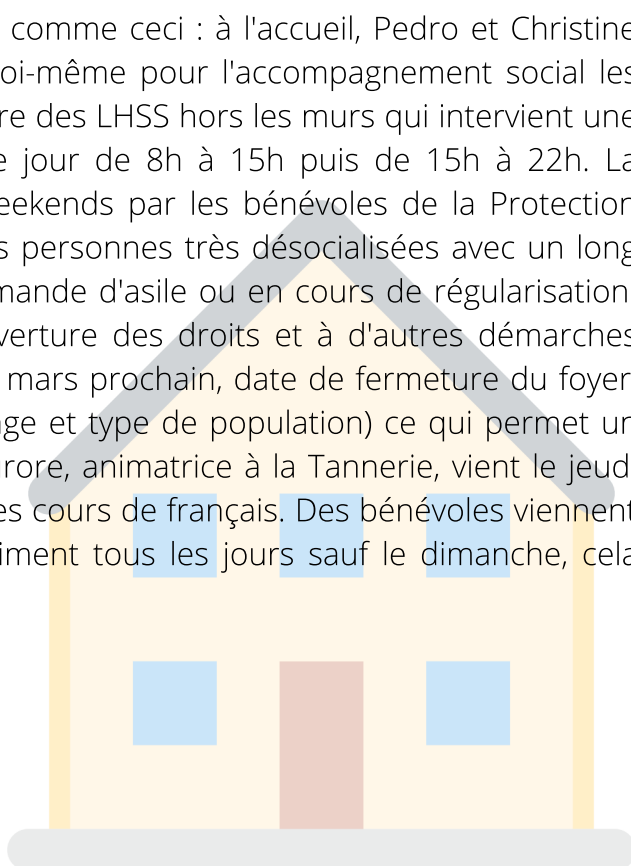 comme ceci : à l'accueil, Pedro et Christine
oi-même pour l'accompagnement social les
re des LHSS hors les murs qui intervient une
e jour de 8h à 15h puis de 15h à 22h. La
eekends par les bénévoles de la Protection
s personnes très désocialisées avec un long
mande d'asile ou en cours de régularisation
verture des droits et à d'autres démarches
mars prochain, date de fermeture du foyer
ge et type de population) ce qui permet un
rore, animatrice à la Tannerie, vient le jeud
es cours de français. Des bénévoles viennent
iment tous les jours sauf le dimanche, cela